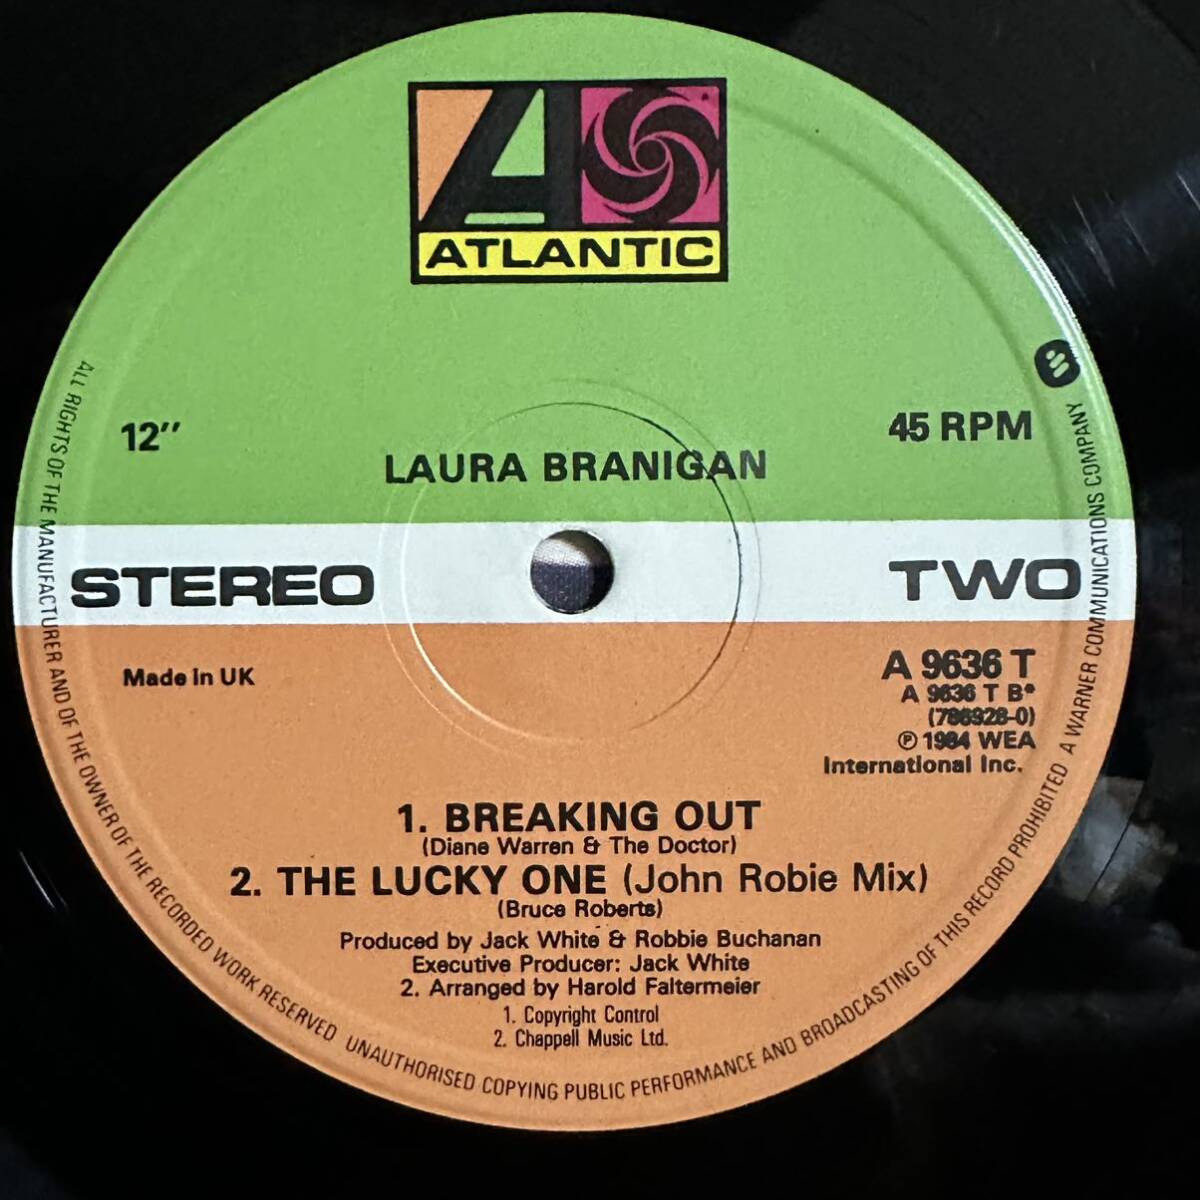 ATLANTIC
12"
45 RPM
LAURA BRANIGAN
STEREO
TWO
Made in UK
A 9636 T
A 9636 T B*
(786928-0)
℗ 1984 WEA
International Inc.
1. BREAKING OUT
(Diane Warren & The Doctor)
2. THE LUCKY ONE (John Robie Mix)
(Bruce Roberts)
Produced by Jack White & Robbie Buchanan
Executive Producer: Jack White
2. Arranged by Harold Faltermeier
1. Copyright Control
2. Chappell Music Ltd.
ALL RIGHTS OF THE MANUFACTURER AND OF THE OWNER OF THE RECORDED WORK RESERVED UNAUTHORISED COPYING PUBLIC PERFORMANCE AND BROADCASTING OF THIS RECORD PROHIBITED A WARNER COMMUNICATIONS COMPANY